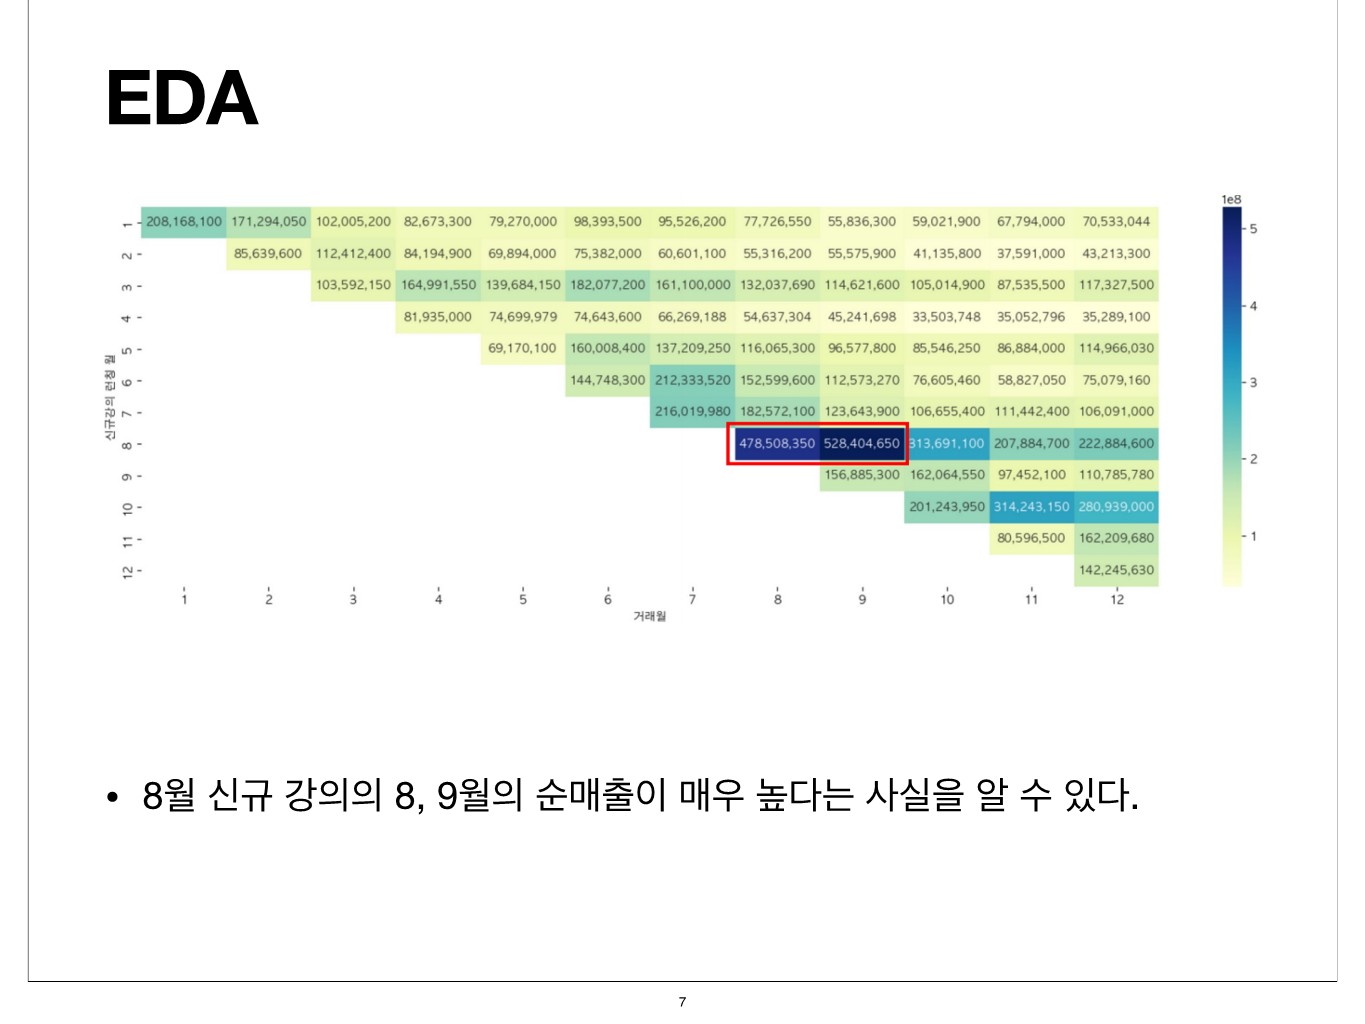 EDA
1e8
1 208,168,100 171,294,050 102,005,200 82,673,300 79,270,000 98,393,500 95,526,200 77,726,550 55,836,300 59,021,900 67,794,000 70,533,044
2 85,639,600 112,412,400 84,194,900 69,894,000 75,382,000 60,601,100 55,316,200 55,575,900 41,135,800 37,591,000 43,213,300
3 103,592,150 164,991,550 139,684,150 182,077,200 161,100,000 132,037,690 114,621,600 105,014,900 87,535,500 117,327,500
4 81,935,000 74,699,979 74,643,600 66,269,188 54,637,304 45,241,698 33,503,748 35,052,796 35,289,100
5 69,170,100 160,008,400 137,209,250 116,065,300 96,577,800 85,546,250 86,884,000 114,966,030
6 144,748,300 212,333,520 152,599,600 112,573,270 76,605,460 58,827,050 75,079,160
7 216,019,980 182,572,100 123,643,900 106,655,400 111,442,400 106,091,000
8 478,508,350 528,404,650 313,691,100 207,884,700 222,884,600
9 156,885,300 162,064,550 97,452,100 110,785,780
10 201,243,950 314,243,150 280,939,000
11 80,596,500 162,209,680
12 142,245,630
신규강의 런칭 월
1 2 3 4 5 6 7 8 9 10 11 12
거래월
5
4
3
2
1
• 8월 신규 강의의 8, 9월의 순매출이 매우 높다는 사실을 알 수 있다.
7